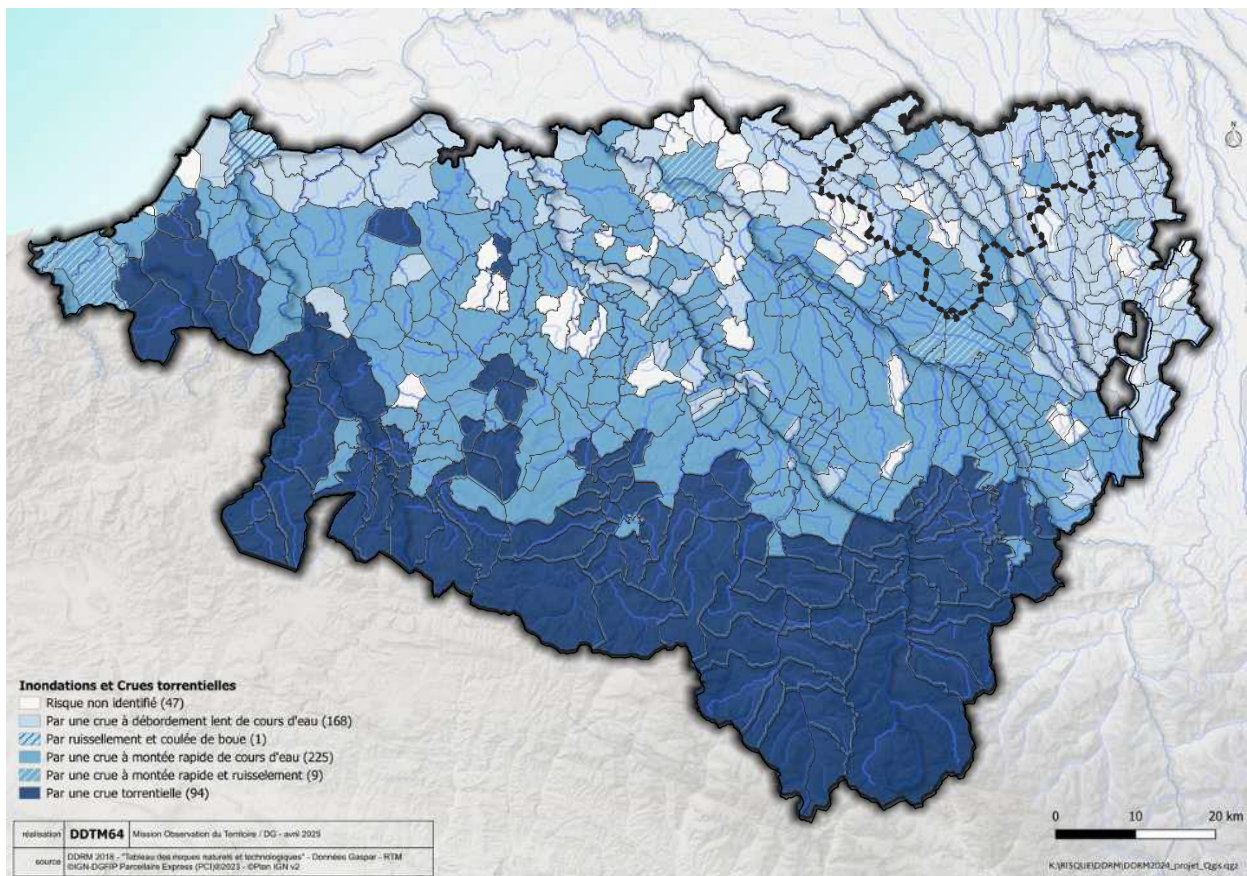 N
Inondations et Crues torrentielles
Risque non identifié (47)
Par une crue à débordement lent de cours d'eau (168)
Par ruissellement et coulée de boue (1)
Par une crue à montée rapide de cours d'eau (225)
Par une crue à montée rapide et ruisselement (9)
Par une crue torrentielle (94)
réalisation DDTM64 Mission Observation du Territoire / DG - avril 2025
source DDRM 2018 - "Tableau des risques naturels et technologiques" - Données Gaspar - RTM
©IGN-DGFIP Parcellaire Express (PCI)®2023 - ©Plan IGN v2
0 10 20 km
K:\RISQUE\DDRM\DDRM2024_projet_Qgis.qgz